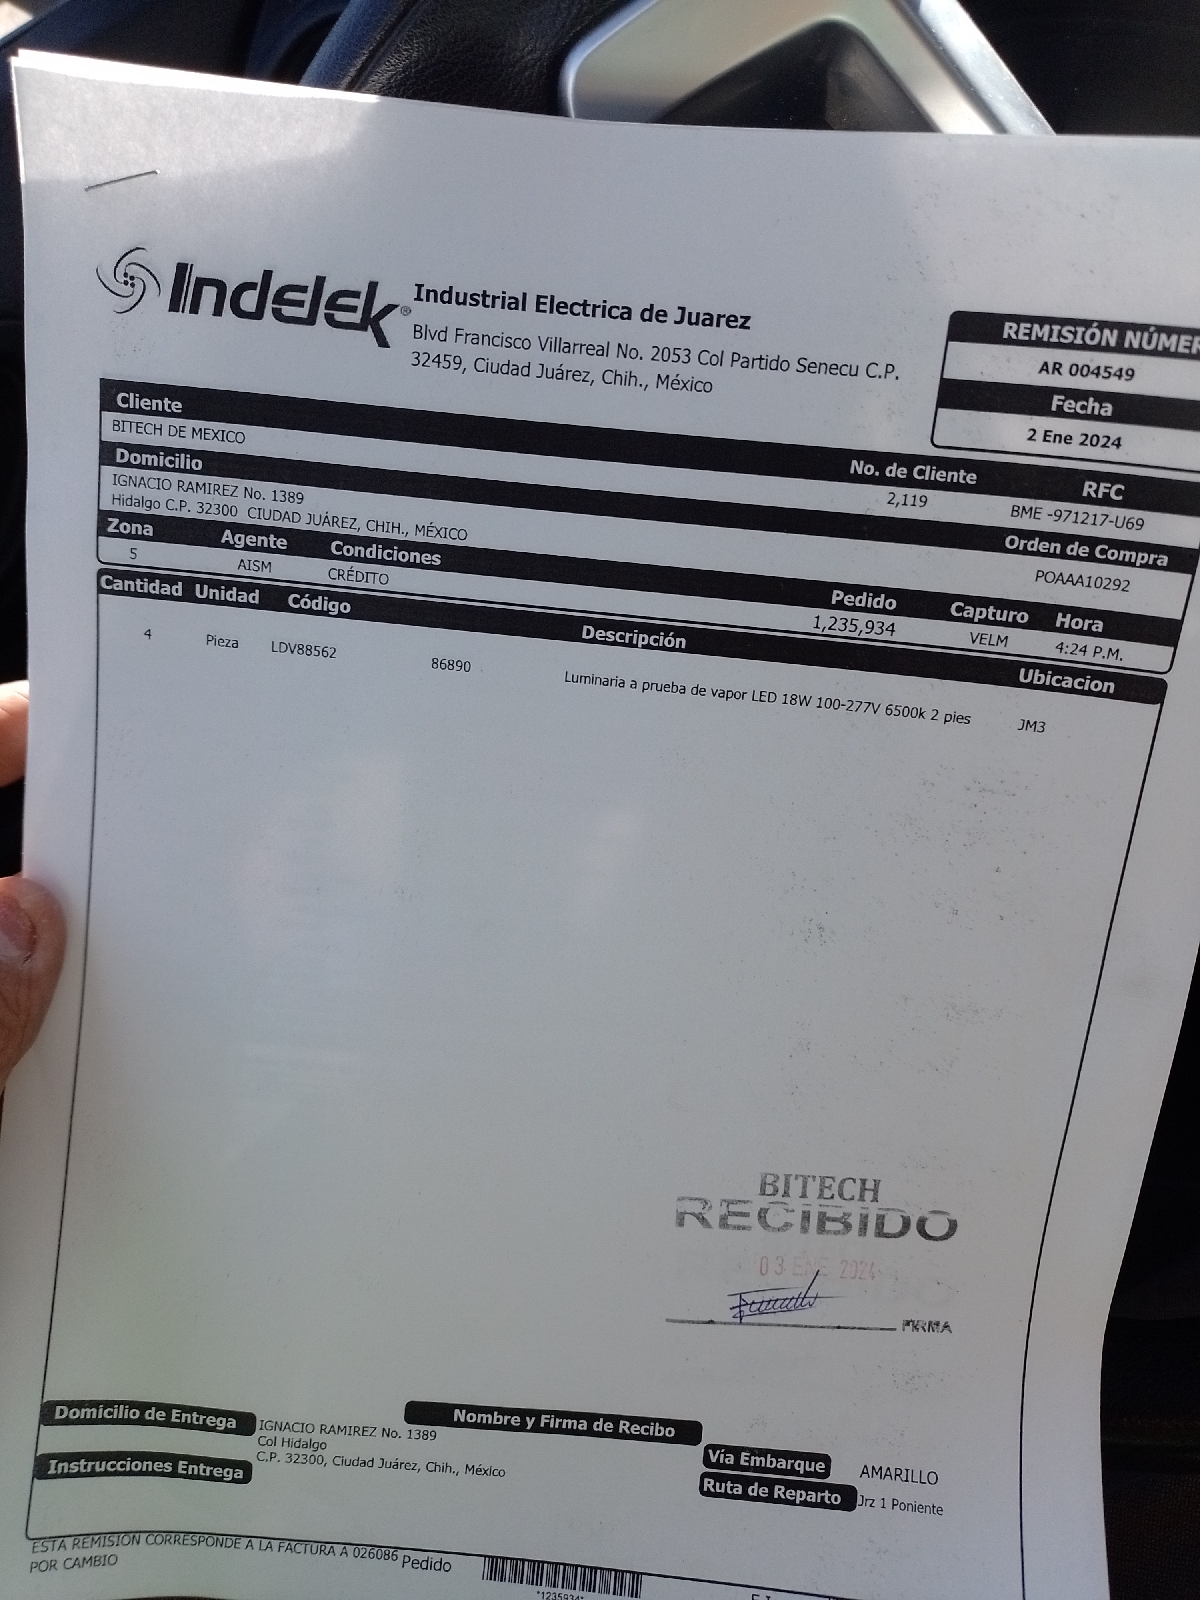 Indelek®
Industrial Electrica de Juarez
Blvd Francisco Villarreal No. 2053 Col Partido Senecu C.P.
32459, Ciudad Juárez, Chih., México
REMISIÓN NÚMER
AR 004549
Fecha
2 Ene 2024
Cliente
No. de Cliente
RFC
BITECH DE MEXICO
2,119
BME -971217-U69
Domicilio
Orden de Compra
IGNACIO RAMIREZ No. 1389
Hidalgo C.P. 32300 CIUDAD JUÁREZ, CHIH., MÉXICO
POAAA10292
Zona Agente Condiciones Pedido Capturo Hora
5 AISM CRÉDITO 1,235,934 VELM 4:24 P.M.
Cantidad Unidad Código Descripción Ubicacion
4 Pieza LDV88562 86890 Luminaria a prueba de vapor LED 18W 100-277V 6500k 2 pies JM3
BITECH
RECIBIDO
03 ENE 2024
FIRMA
Domicilio de Entrega
IGNACIO RAMIREZ No. 1389
Col Hidalgo
C.P. 32300, Ciudad Juárez, Chih., México
Nombre y Firma de Recibo
Instrucciones Entrega
Vía Embarque AMARILLO
Ruta de Reparto Jrz 1 Poniente
ESTA REMISION CORRESPONDE A LA FACTURA A 026086 Pedido
POR CAMBIO
*1235934*